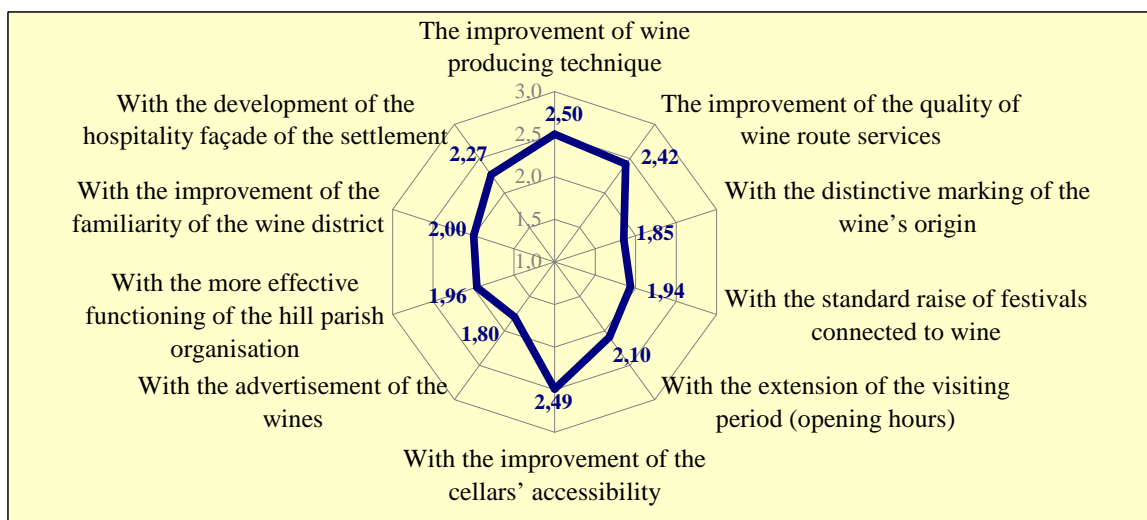 The improvement of wine
producing technique
The improvement of the quality of
wine route services
With the distinctive marking of the
wine’s origin
With the standard raise of festivals
connected to wine
With the extension of the visiting
period (opening hours)
With the improvement of the
cellars’ accessibility
With the advertisement of the
wines
With the more effective
functioning of the hill parish
organisation
With the improvement of the
familiarity of the wine district
With the development of the
hospitality façade of the settlement
3,0
2,5
2,0
1,5
1,0
2,50
2,42
1,85
1,94
2,10
2,49
1,80
1,96
2,00
2,27